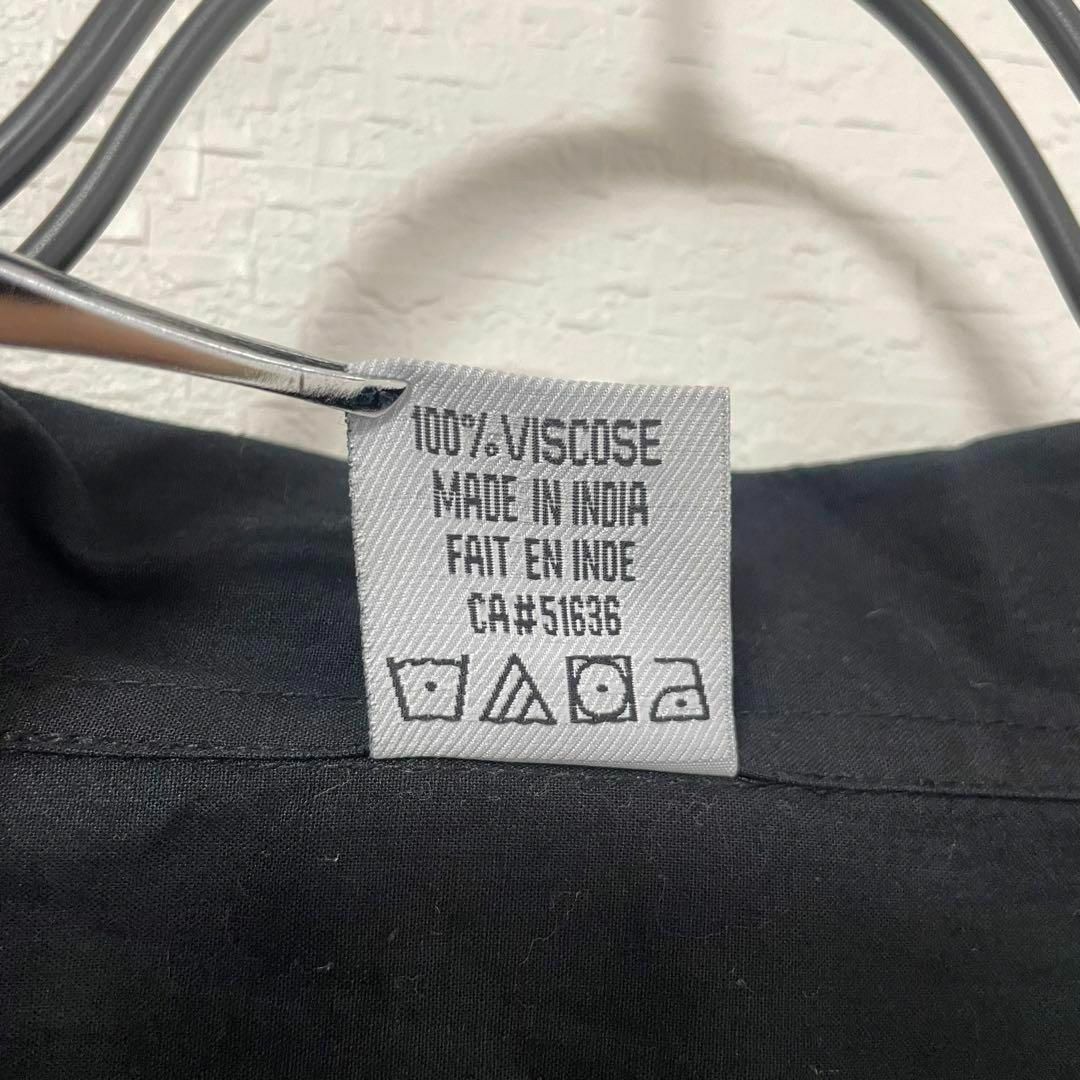 100% VISCOSE
MADE IN INDIA
FAIT EN INDE
CA#51636